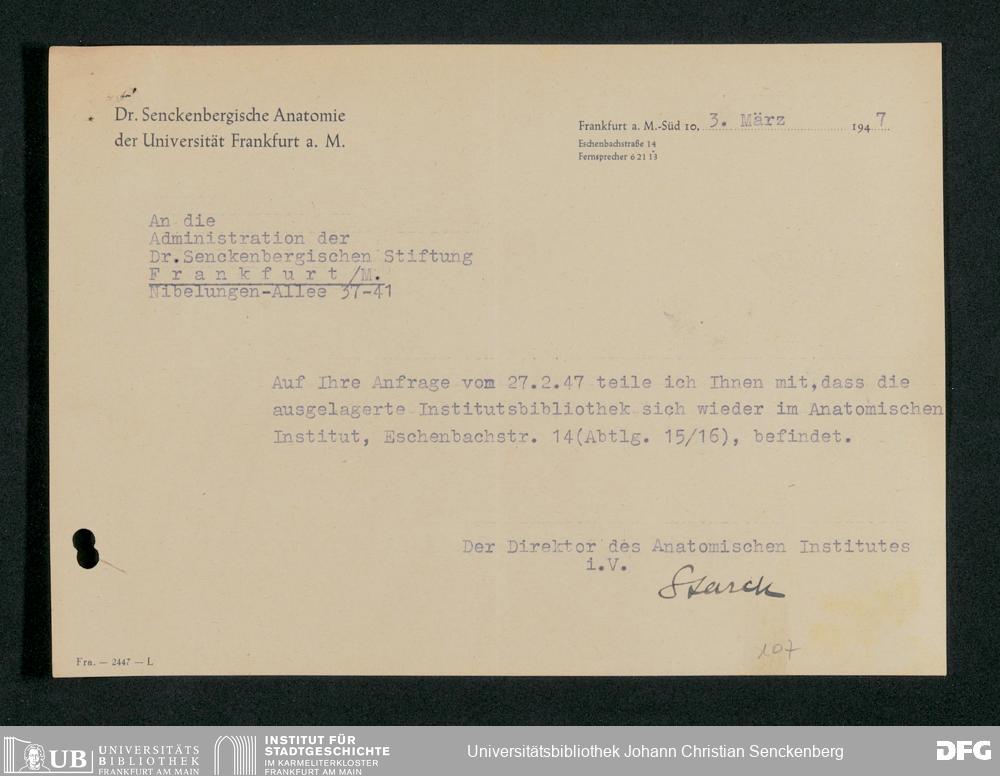 Dr. Senckenbergische Anatomie
der Universität Frankfurt a. M.
Frankfurt a. M.-Süd 10, 3. März 1947
Eschenbachstraße 14
Fernsprecher 6 21 13
An die
Administration der
Dr.Senckenbergischen Stiftung
F r a n k f u r t /M.
Nibelungen-Allee 37-41
Auf Ihre Anfrage vom 27.2.47 teile ich Ihnen mit,dass die
ausgelagerte Institutsbibliothek sich wieder im Anatomischen
Institut, Eschenbachstr. 14(Abtlg. 15/16), befindet.
Der Direktor des Anatomischen Institutes
i.V.
Starck
107
Fra. — 2447 — L
UB UNIVERSITÄTS
BIBLIOTHEK
FRANKFURT AM MAIN
INSTITUT FÜR
STADTGESCHICHTE
IM KARMELITERKLOSTER
FRANKFURT AM MAIN
Universitätsbibliothek Johann Christian Senckenberg
DFG